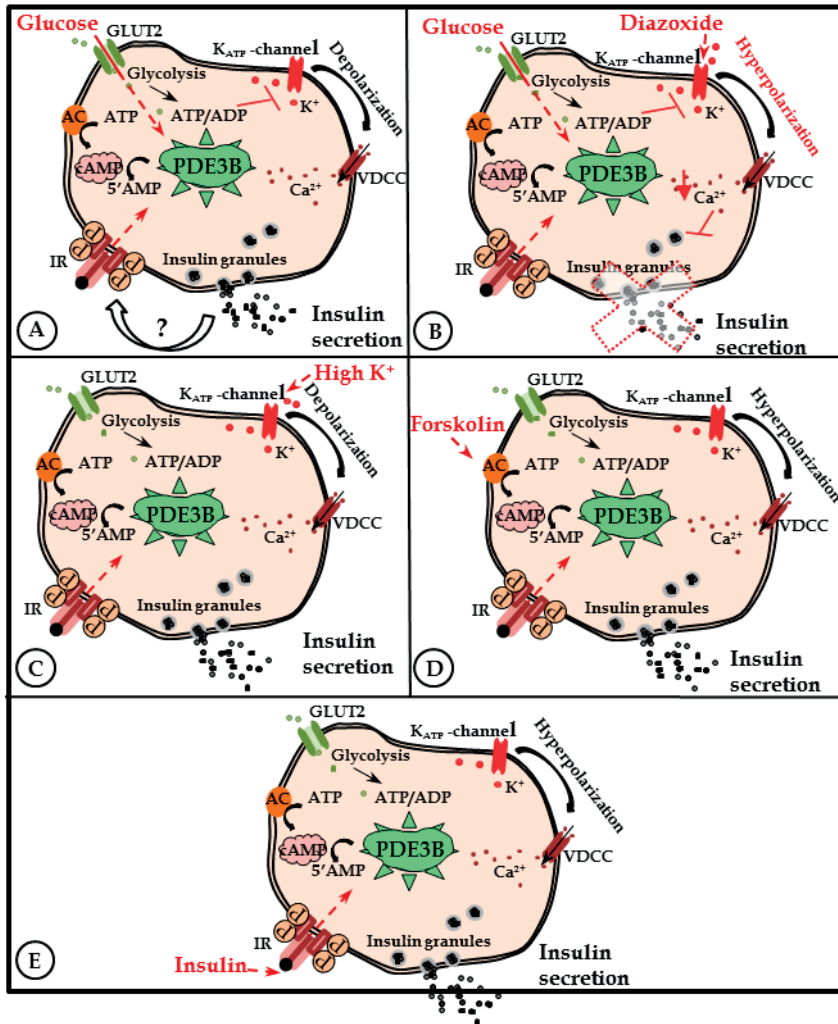 Glucose
GLUT2
K_ATP -channel
Depolarization
Glycolysis
AC
ATP
ATP/ADP
K⁺
cAMP
PDE3B
5'AMP
Ca²⁺
VDCC
P
P
P
P
IR
Insulin granules
?
Insulin
secretion
A
Diazoxide
Glucose
GLUT2
K_ATP -channel
Hyperpolarization
Glycolysis
AC
ATP
ATP/ADP
K⁺
cAMP
PDE3B
5'AMP
Ca²⁺
VDCC
P
P
P
P
IR
Insulin granules
Insulin
secretion
B
High K⁺
GLUT2
K_ATP -channel
Depolarization
Glycolysis
AC
ATP
ATP/ADP
K⁺
cAMP
PDE3B
5'AMP
Ca²⁺
VDCC
P
P
P
P
IR
Insulin granules
Insulin
secretion
C
Forskolin
GLUT2
K_ATP -channel
Hyperpolarization
Glycolysis
AC
ATP
ATP/ADP
K⁺
cAMP
PDE3B
5'AMP
Ca²⁺
VDCC
P
P
P
P
IR
Insulin granules
Insulin
secretion
D
GLUT2
K_ATP -channel
Hyperpolarization
Glycolysis
AC
ATP
ATP/ADP
K⁺
cAMP
PDE3B
5'AMP
Ca²⁺
VDCC
P
P
P
P
IR
Insulin granules
Insulin
Insulin
secretion
E